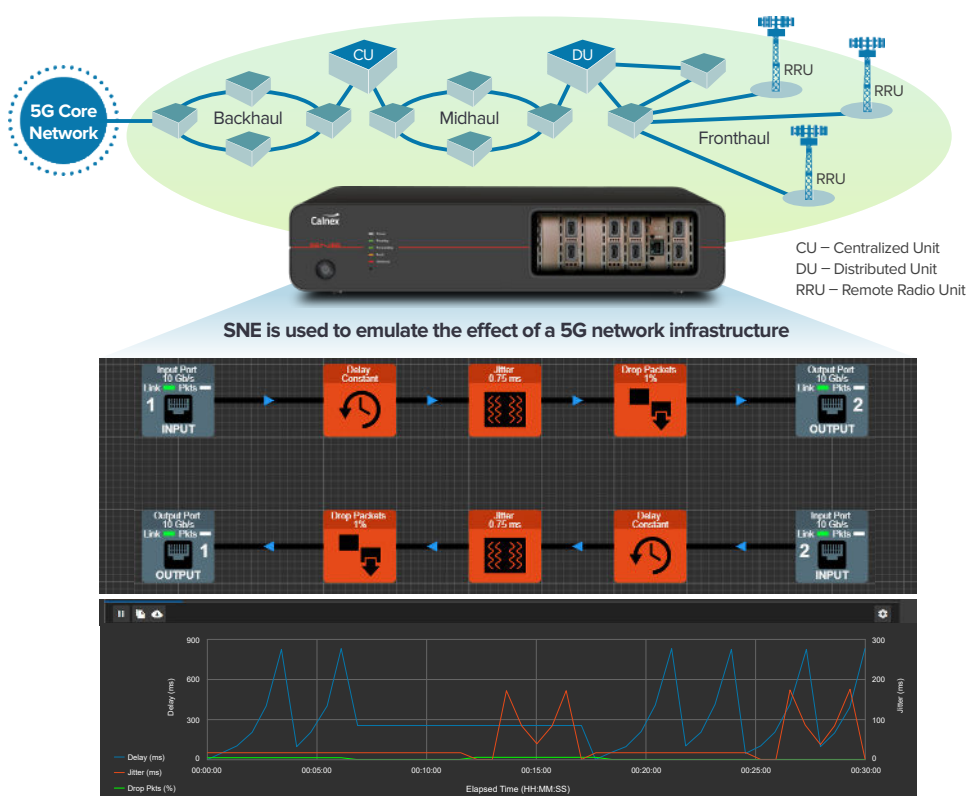 CU
DU
RRU
RRU
5G Core
Network
Backhaul
Midhaul
Fronthaul
RRU
Calnex
CU – Centralized Unit
DU – Distributed Unit
RRU – Remote Radio Unit
SNE is used to emulate the effect of a 5G network infrastructure
Input Port
10 Gb/s
Link Pkts
1
INPUT
Delay
Constant
Jitter
0.75 ms
Drop Packets
1%
Output Port
10 Gb/s
Link Pkts
2
OUTPUT
Output Port
10 Gb/s
Link Pkts
1
OUTPUT
Drop Packets
1%
Jitter
0.75 ms
Delay
Constant
Input Port
10 Gb/s
Link Pkts
2
INPUT
900
600
300
0
Delay (ms)
300
200
100
0
Jitter (ms)
Delay (ms)
Jitter (ms)
Drop Pkts (%)
00:00:00
00:05:00
00:10:00
00:15:00
00:20:00
00:25:00
00:30:00
Elapsed Time (HH:MM:SS)